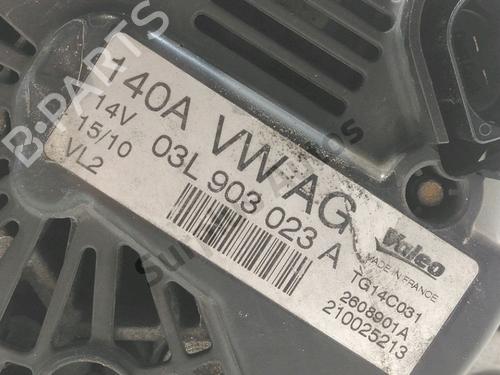 140A VW AG
14V 03L 903 023 A
15/10
VL2
Valeo
MADE IN FRANCE
TG14C031
2608901A
210025213
B-PARTS